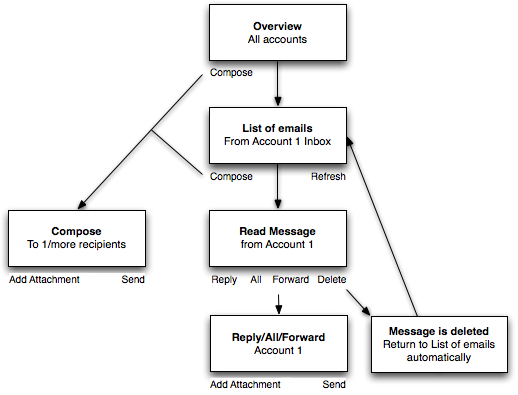 Overview
All accounts
Compose
List of emails
From Account 1 Inbox
Compose Refresh
Compose
To 1/more recipients
Add Attachment Send
Read Message
from Account 1
Reply All Forward Delete
Reply/All/Forward
Account 1
Add Attachment Send
Message is deleted
Return to List of emails
automatically